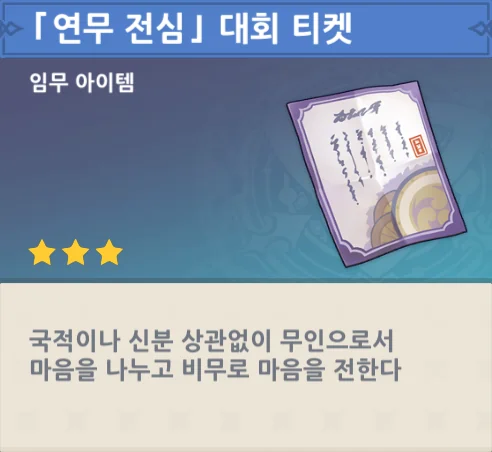 「연무 전심」 대회 티켓
임무 아이템
국적이나 신분 상관없이 무인으로서
마음을 나누고 비무로 마음을 전한다